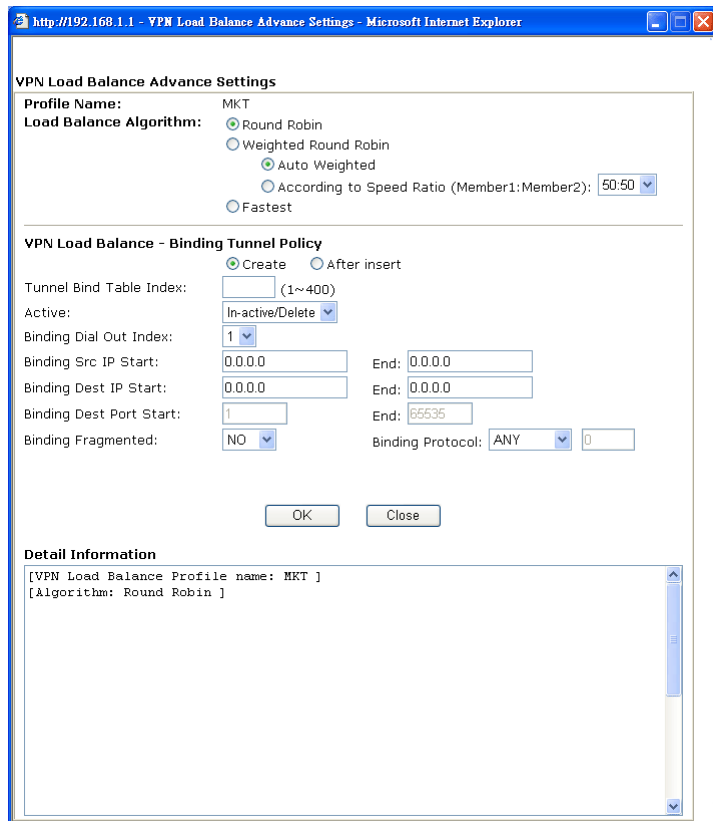 http://192.168.1.1 - VPN Load Balance Advance Settings - Microsoft Internet Explorer
VPN Load Balance Advance Settings
Profile Name: MKT
Load Balance Algorithm: Round Robin
Weighted Round Robin
Auto Weighted
According to Speed Ratio (Member1:Member2): 50:50
Fastest
VPN Load Balance - Binding Tunnel Policy
Create After insert
Tunnel Bind Table Index: (1~400)
Active: In-active/Delete
Binding Dial Out Index: 1
Binding Src IP Start: 0.0.0.0 End: 0.0.0.0
Binding Dest IP Start: 0.0.0.0 End: 0.0.0.0
Binding Dest Port Start: 1 End: 65535
Binding Fragmented: NO Binding Protocol: ANY 0
OK Close
Detail Information
[VPN Load Balance Profile name: MKT ]
[Algorithm: Round Robin ]